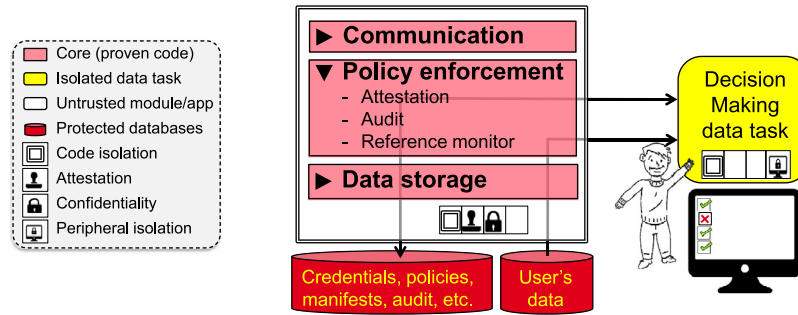 Core (proven code)
Isolated data task
Untrusted module/app
Protected databases
Code isolation
Attestation
Confidentiality
Peripheral isolation
► Communication
▼ Policy enforcement
- Attestation
- Audit
- Reference monitor
► Data storage
Credentials, policies,
manifests, audit, etc.
User's
data
Decision
Making
data task